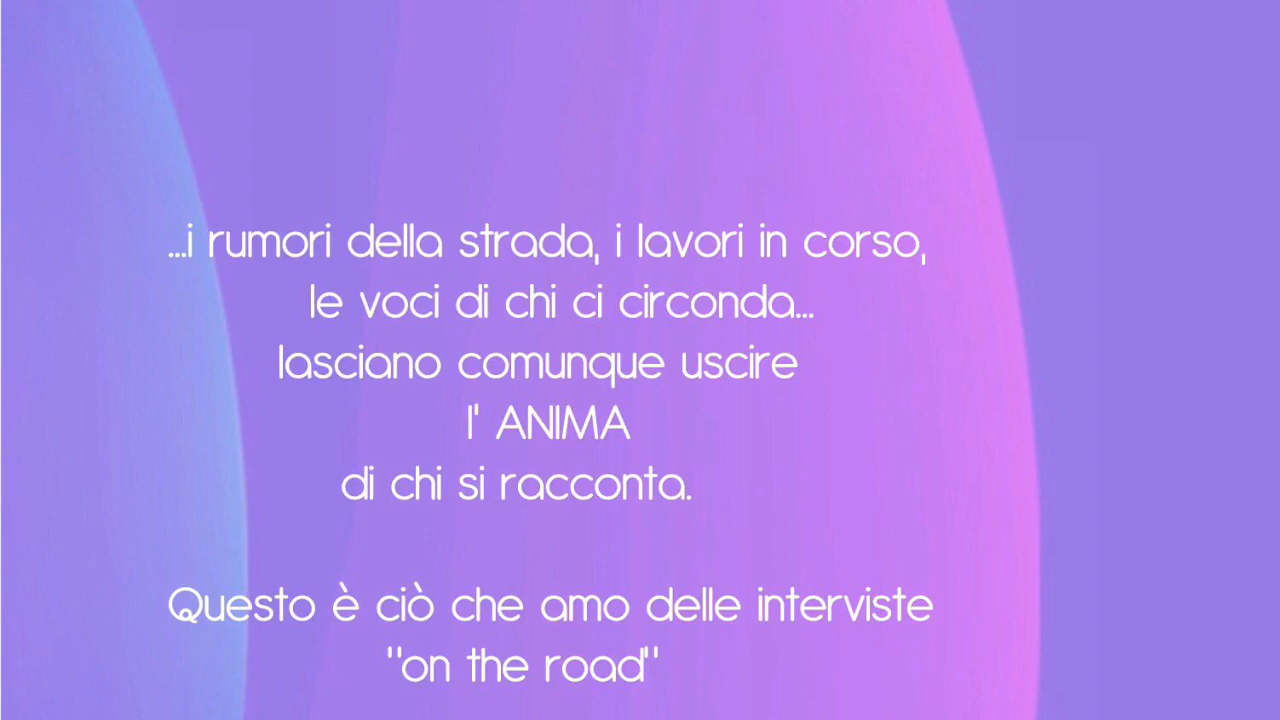 ...i rumori della strada, i lavori in corso,
le voci di chi ci circonda...
lasciano comunque uscire
l' ANIMA
di chi si racconta.
Questo è ciò che amo delle interviste
"on the road"